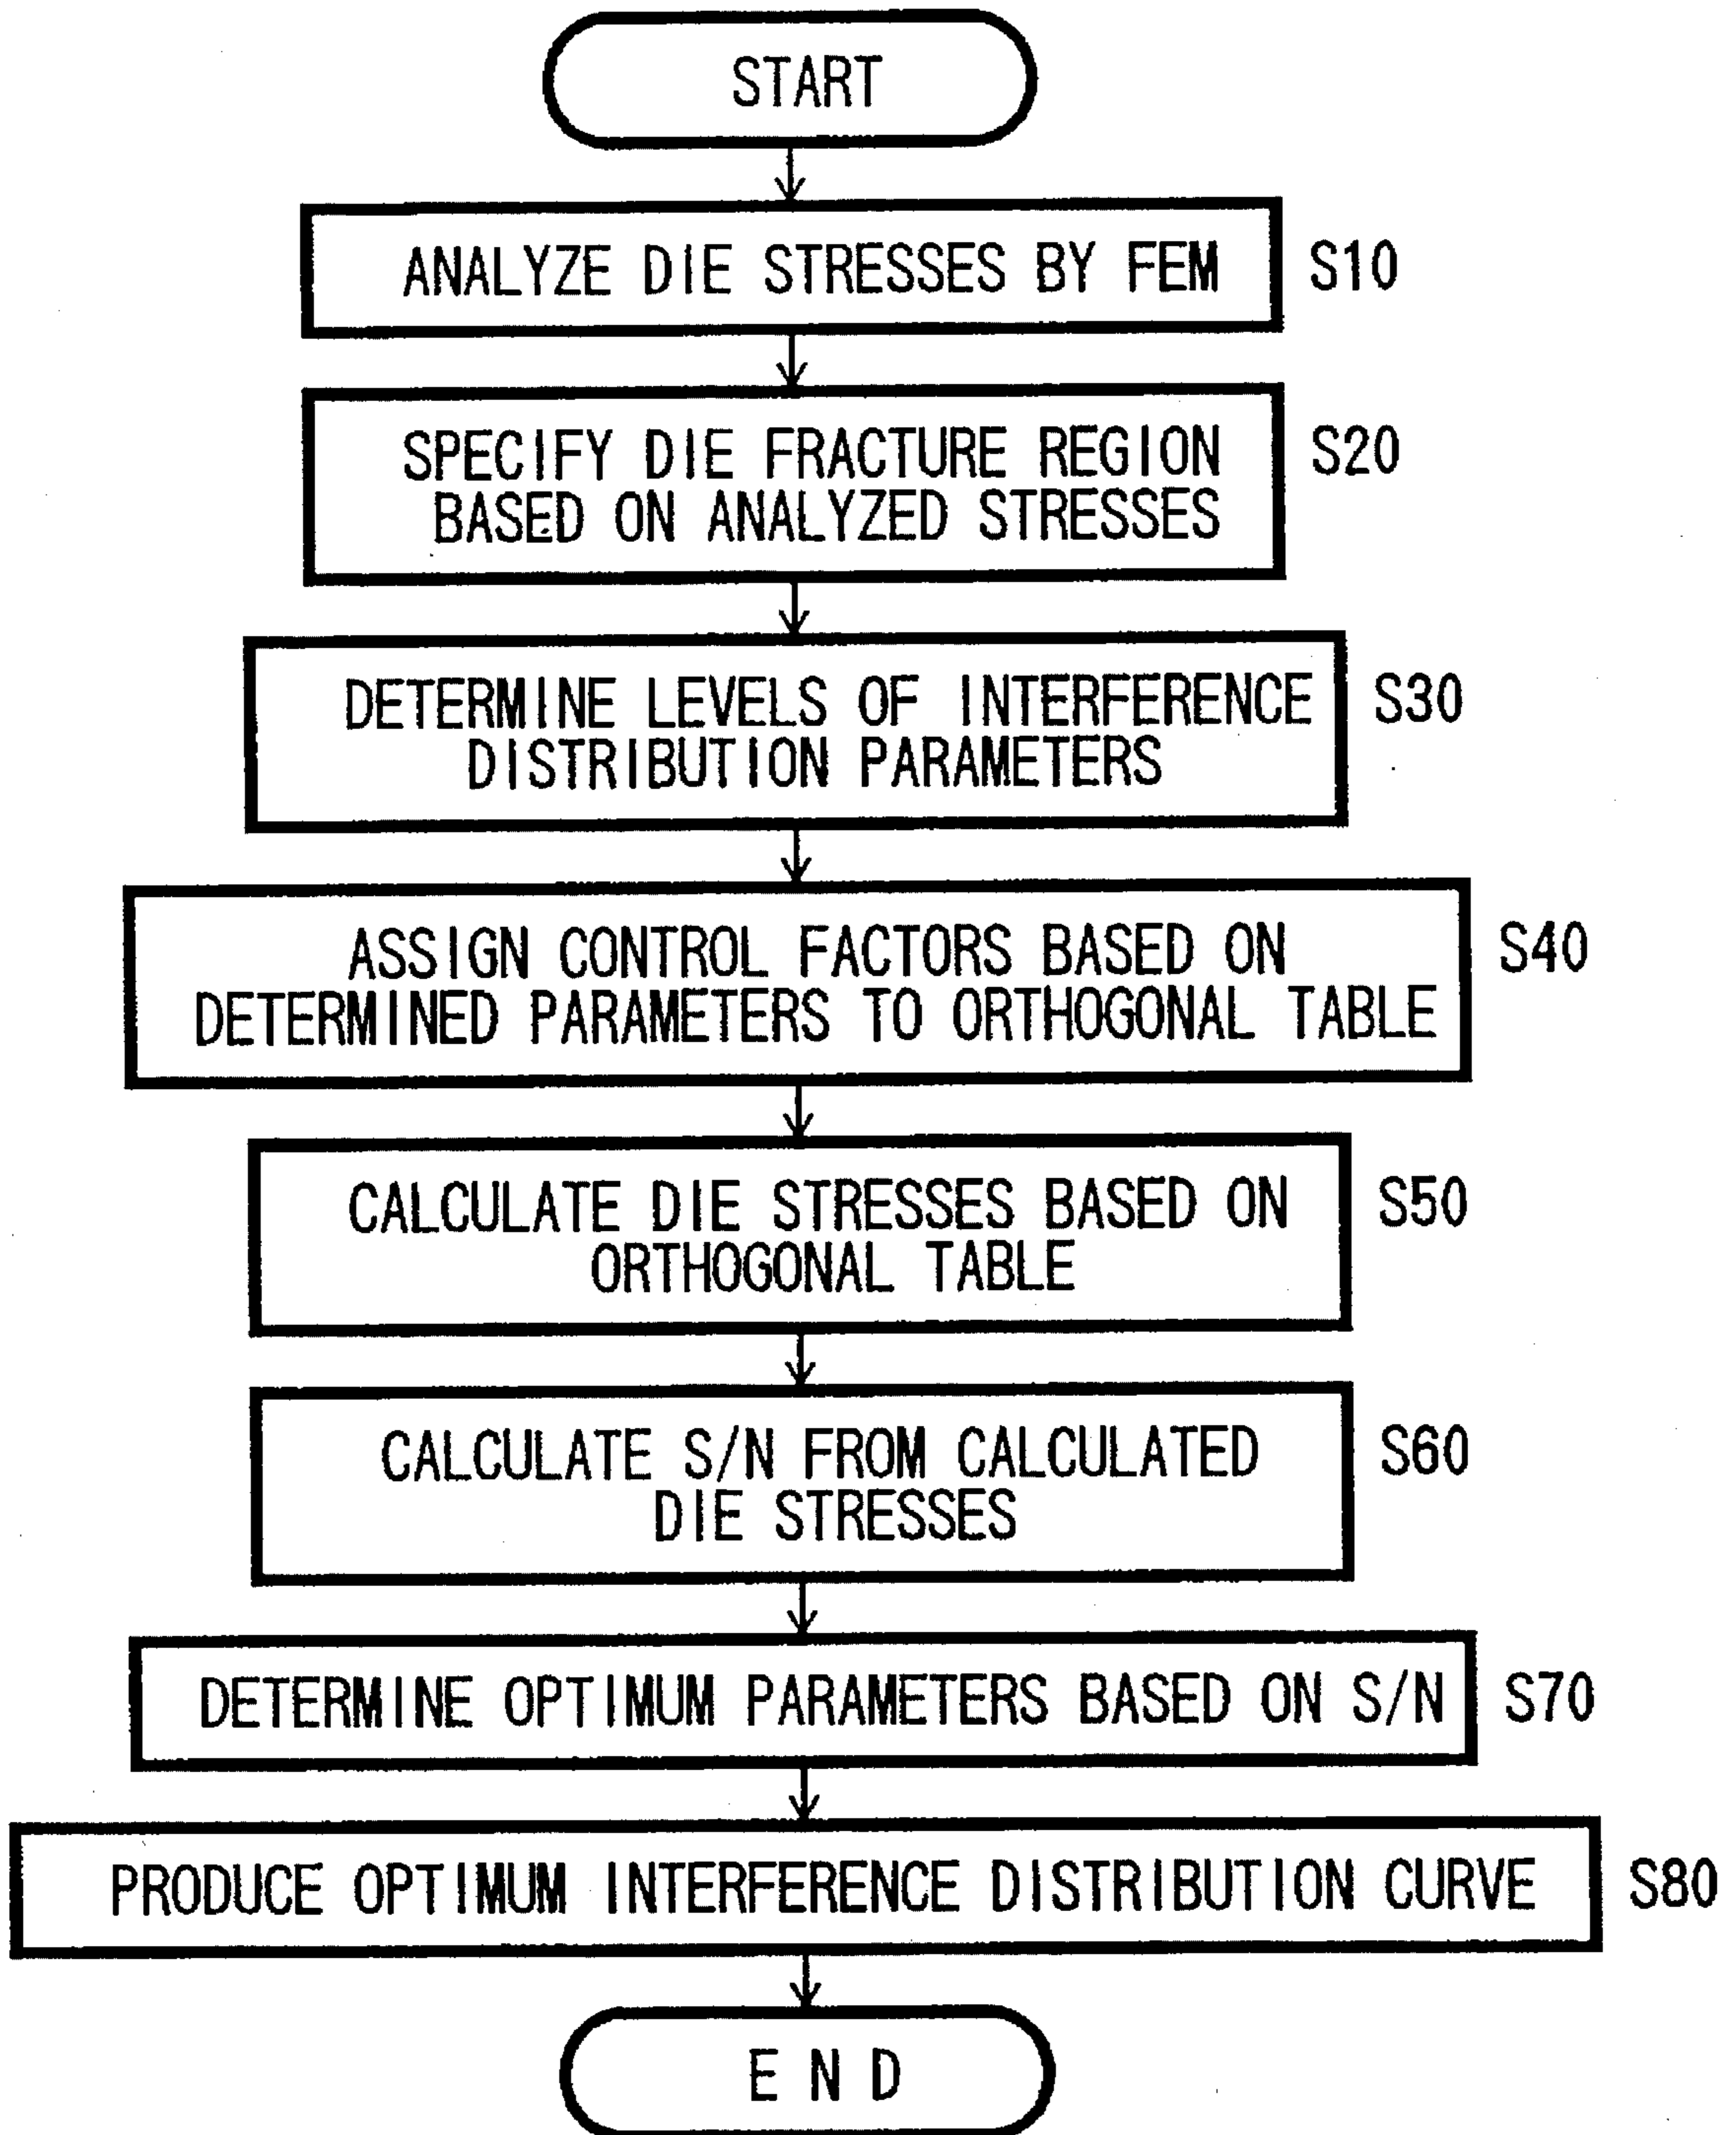 START
ANALYZE DIE STRESSES BY FEM S10
SPECIFY DIE FRACTURE REGION S20
BASED ON ANALYZED STRESSES
DETERMINE LEVELS OF INTERFERENCE S30
DISTRIBUTION PARAMETERS
ASSIGN CONTROL FACTORS BASED ON S40
DETERMINED PARAMETERS TO ORTHOGONAL TABLE
CALCULATE DIE STRESSES BASED ON S50
ORTHOGONAL TABLE
CALCULATE S/N FROM CALCULATED S60
DIE STRESSES
DETERMINE OPTIMUM PARAMETERS BASED ON S/N S70
PRODUCE OPTIMUM INTERFERENCE DISTRIBUTION CURVE S80
END